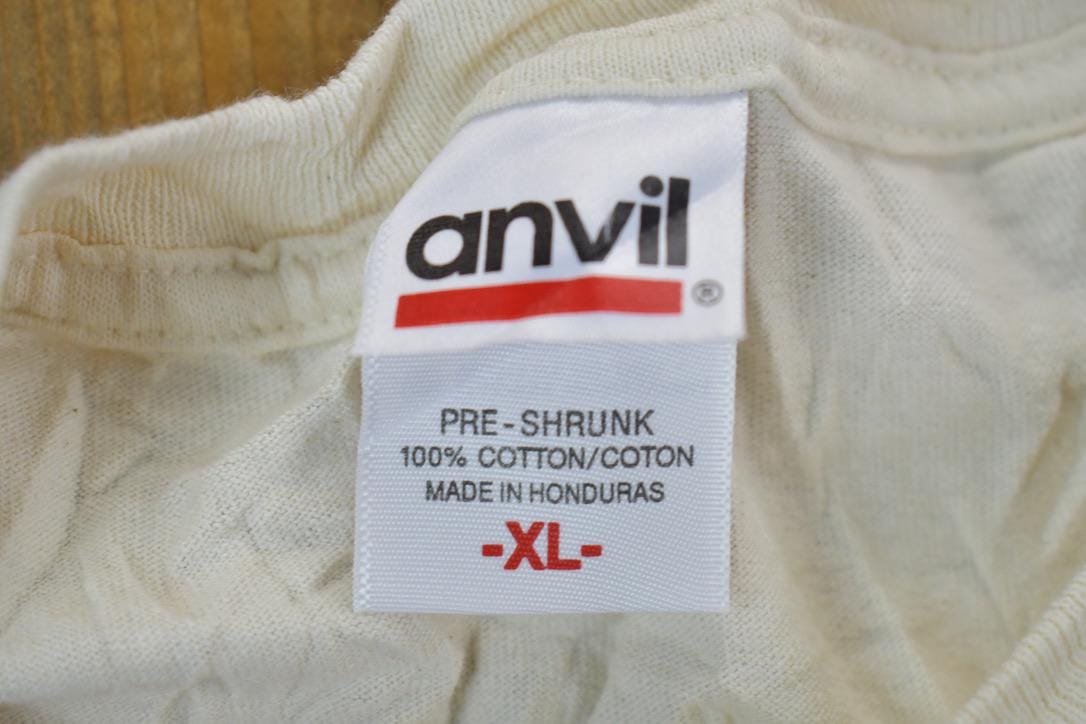 anvil
®
PRE-SHRUNK
100% COTTON/COTON
MADE IN HONDURAS
-XL-